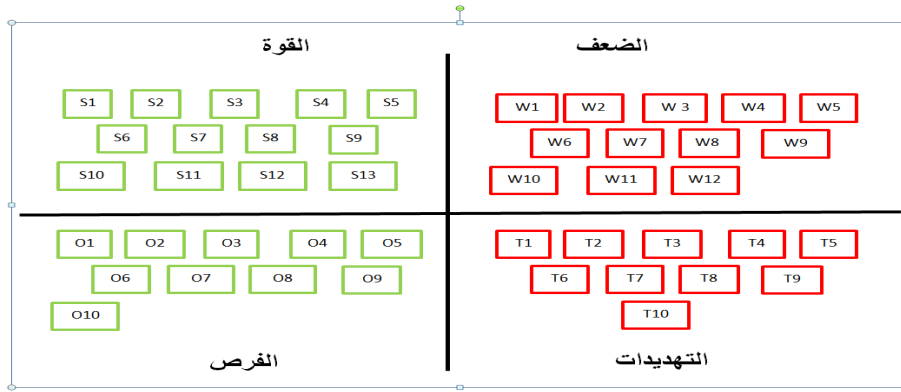 القوة
الضعف
S1 S2 S3 S4 S5
S6 S7 S8 S9
S10 S11 S12 S13
W1 W2 W 3 W4 W5
W6 W7 W8 W9
W10 W11 W12
O1 O2 O3 O4 O5
O6 O7 O8 O9
O10
T1 T2 T3 T4 T5
T6 T7 T8 T9
T10
الفرص
التهديدات